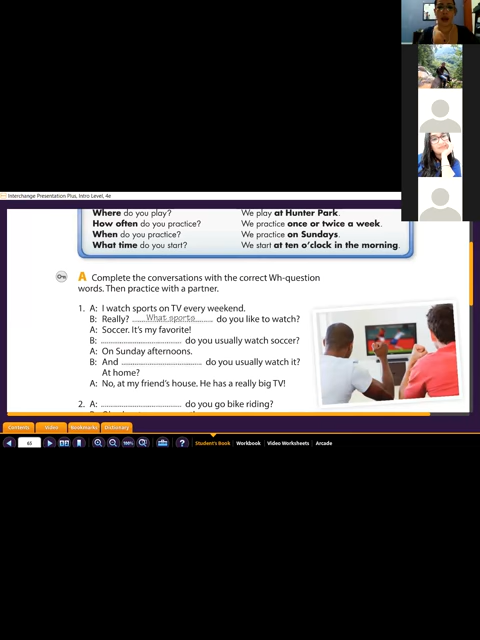 Interchange Presentation Plus, Intro Level, 4e
Where do you play? We play at Hunter Park.
How often do you practice? We practice once or twice a week.
When do you practice? We practice on Sundays.
What time do you start? We start at ten o'clock in the morning.
A Complete the conversations with the correct Wh-question
words. Then practice with a partner.
1. A: I watch sports on TV every weekend.
B: Really? What sports do you like to watch?
A: Soccer. It's my favorite!
B: ................................ do you usually watch soccer?
A: On Sunday afternoons.
B: And ................................ do you usually watch it?
At home?
A: No, at my friend's house. He has a really big TV!
2. A: ................................ do you go bike riding?
Contents Video Bookmarks Dictionary
65 100% ? Student's Book Workbook Video Worksheets Arcade